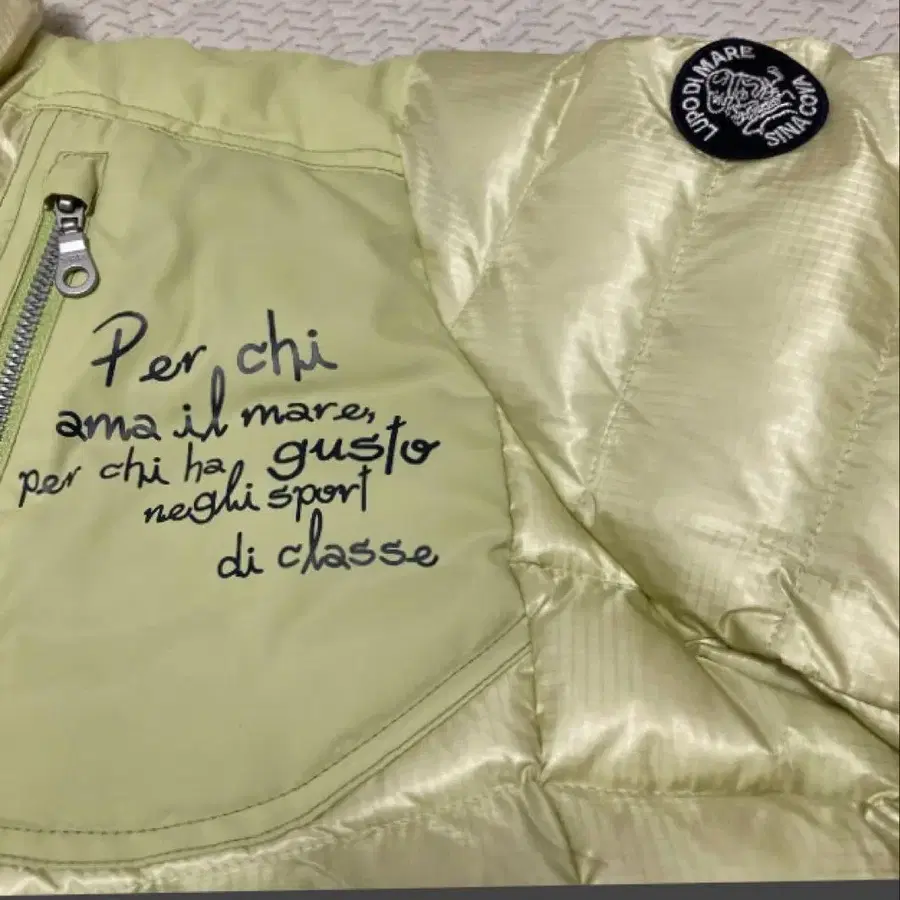 LUPO DI MARE
SINA COVA
Per chi
ama il mare,
per chi ha gusto
neghi sport
di classe